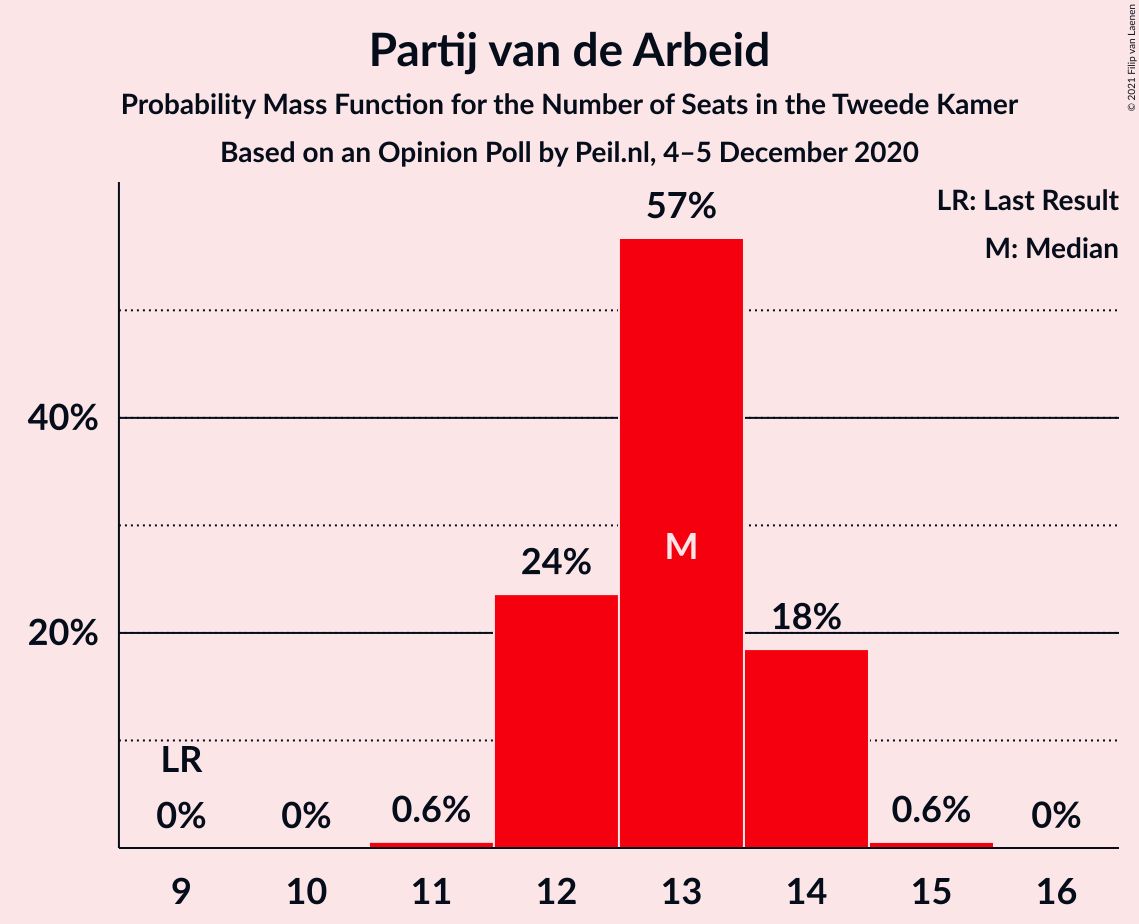 Partij van de Arbeid
Probability Mass Function for the Number of Seats in the Tweede Kamer
Based on an Opinion Poll by Peil.nl, 4–5 December 2020
© 2021 Filip van Laenen
LR: Last Result
M: Median
57%
40%
M
24%
18%
20%
LR
0%
0%
0.6%
0.6%
0%
9
10
11
12
13
14
15
16